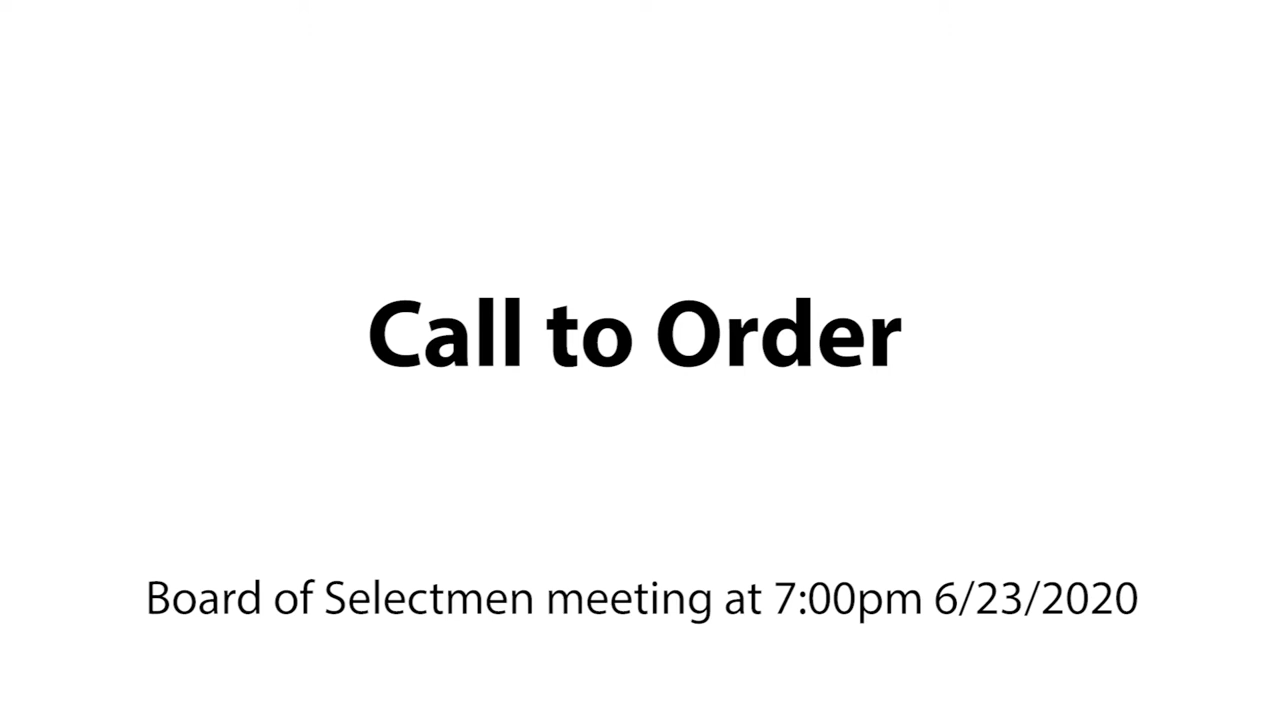 Call to Order
Board of Selectmen meeting at 7:00pm 6/23/2020